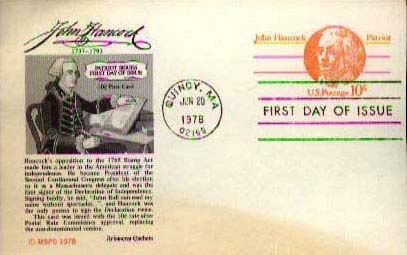 John Hancock
1737-1793
PATRIOT SERIES
FIRST DAY OF ISSUE
10¢ Post Card
Hancock's opposition to the 1765 Stamp Act
made him a leader in the American struggle for
independence. He became President of the
Second Continental Congress after his election
to it as a Massachusetts delegate and was the
first signer of the Declaration of Independence.
Signing boldly, he said, "John Bull can read my
name without spectacles...", and Hancock was
the only person to sign the Declaration twice.
This card was issued with the 10¢ rate after
Postal Rate Commission approval, replacing
the non-denominated version.
© MSPS 1978
Aristocrat Cachets
QUINCY, MA
JUN 20
1978
02169
John Hancock Patriot
U.S. Postage 10¢
FIRST DAY OF ISSUE